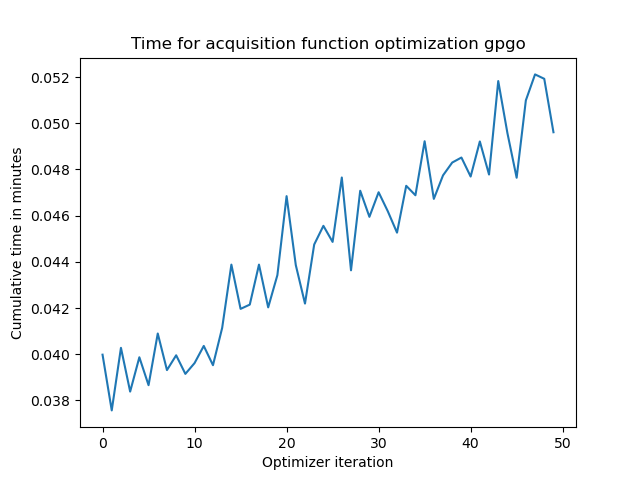 Time for acquisition function optimization gpgo
Cumulative time in minutes
0.052
0.050
0.048
0.046
0.044
0.042
0.040
0.038
0 10 20 30 40 50
Optimizer iteration